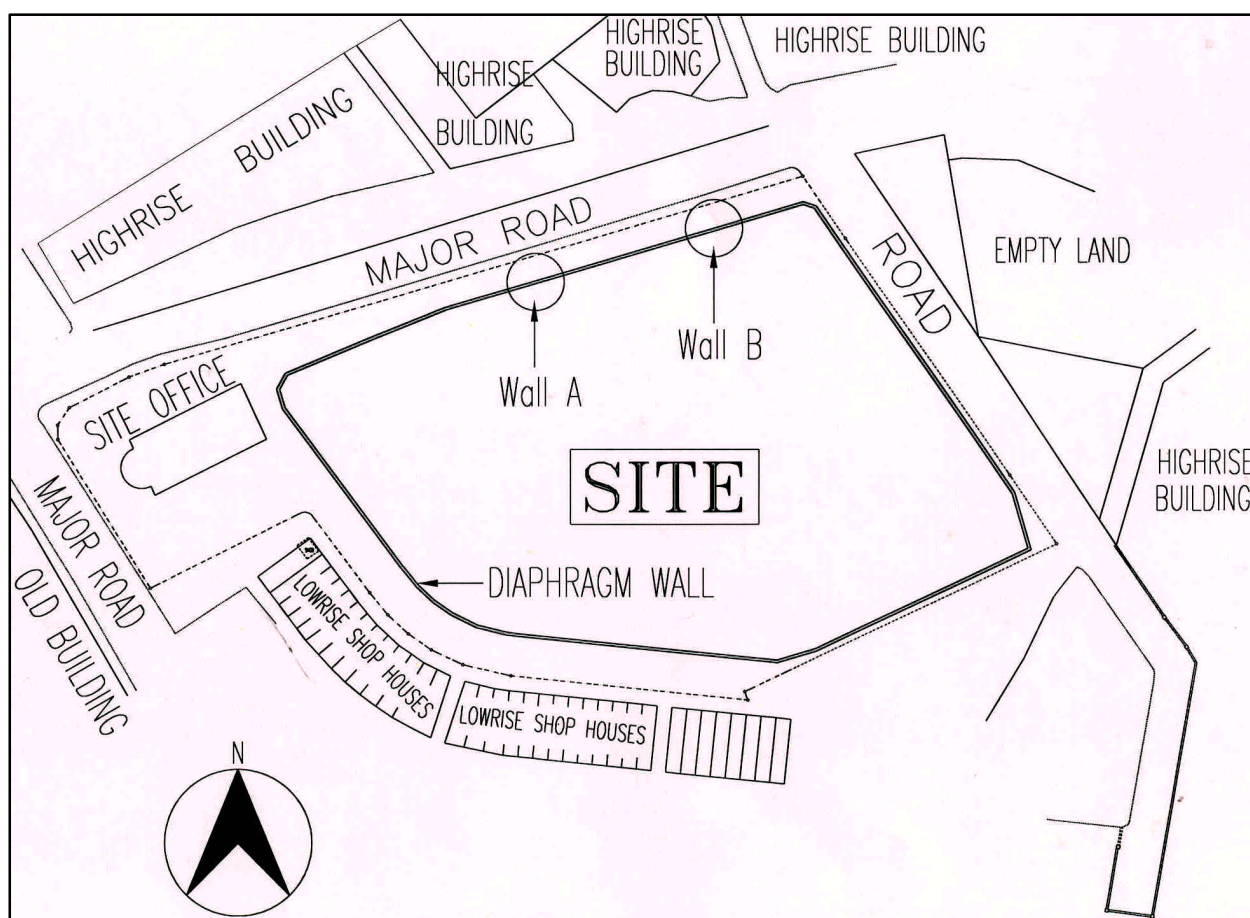 HIGHRISE
BUILDING
HIGHRISE BUILDING
HIGHRISE
BUILDING
HIGHRISE BUILDING
MAJOR ROAD
ROAD
EMPTY LAND
Wall A
Wall B
SITE OFFICE
SITE
HIGHRISE
BUILDING
MAJOR ROAD
OLD BUILDING
DIAPHRAGM WALL
LOWRISE SHOP HOUSES
LOWRISE SHOP HOUSES
N